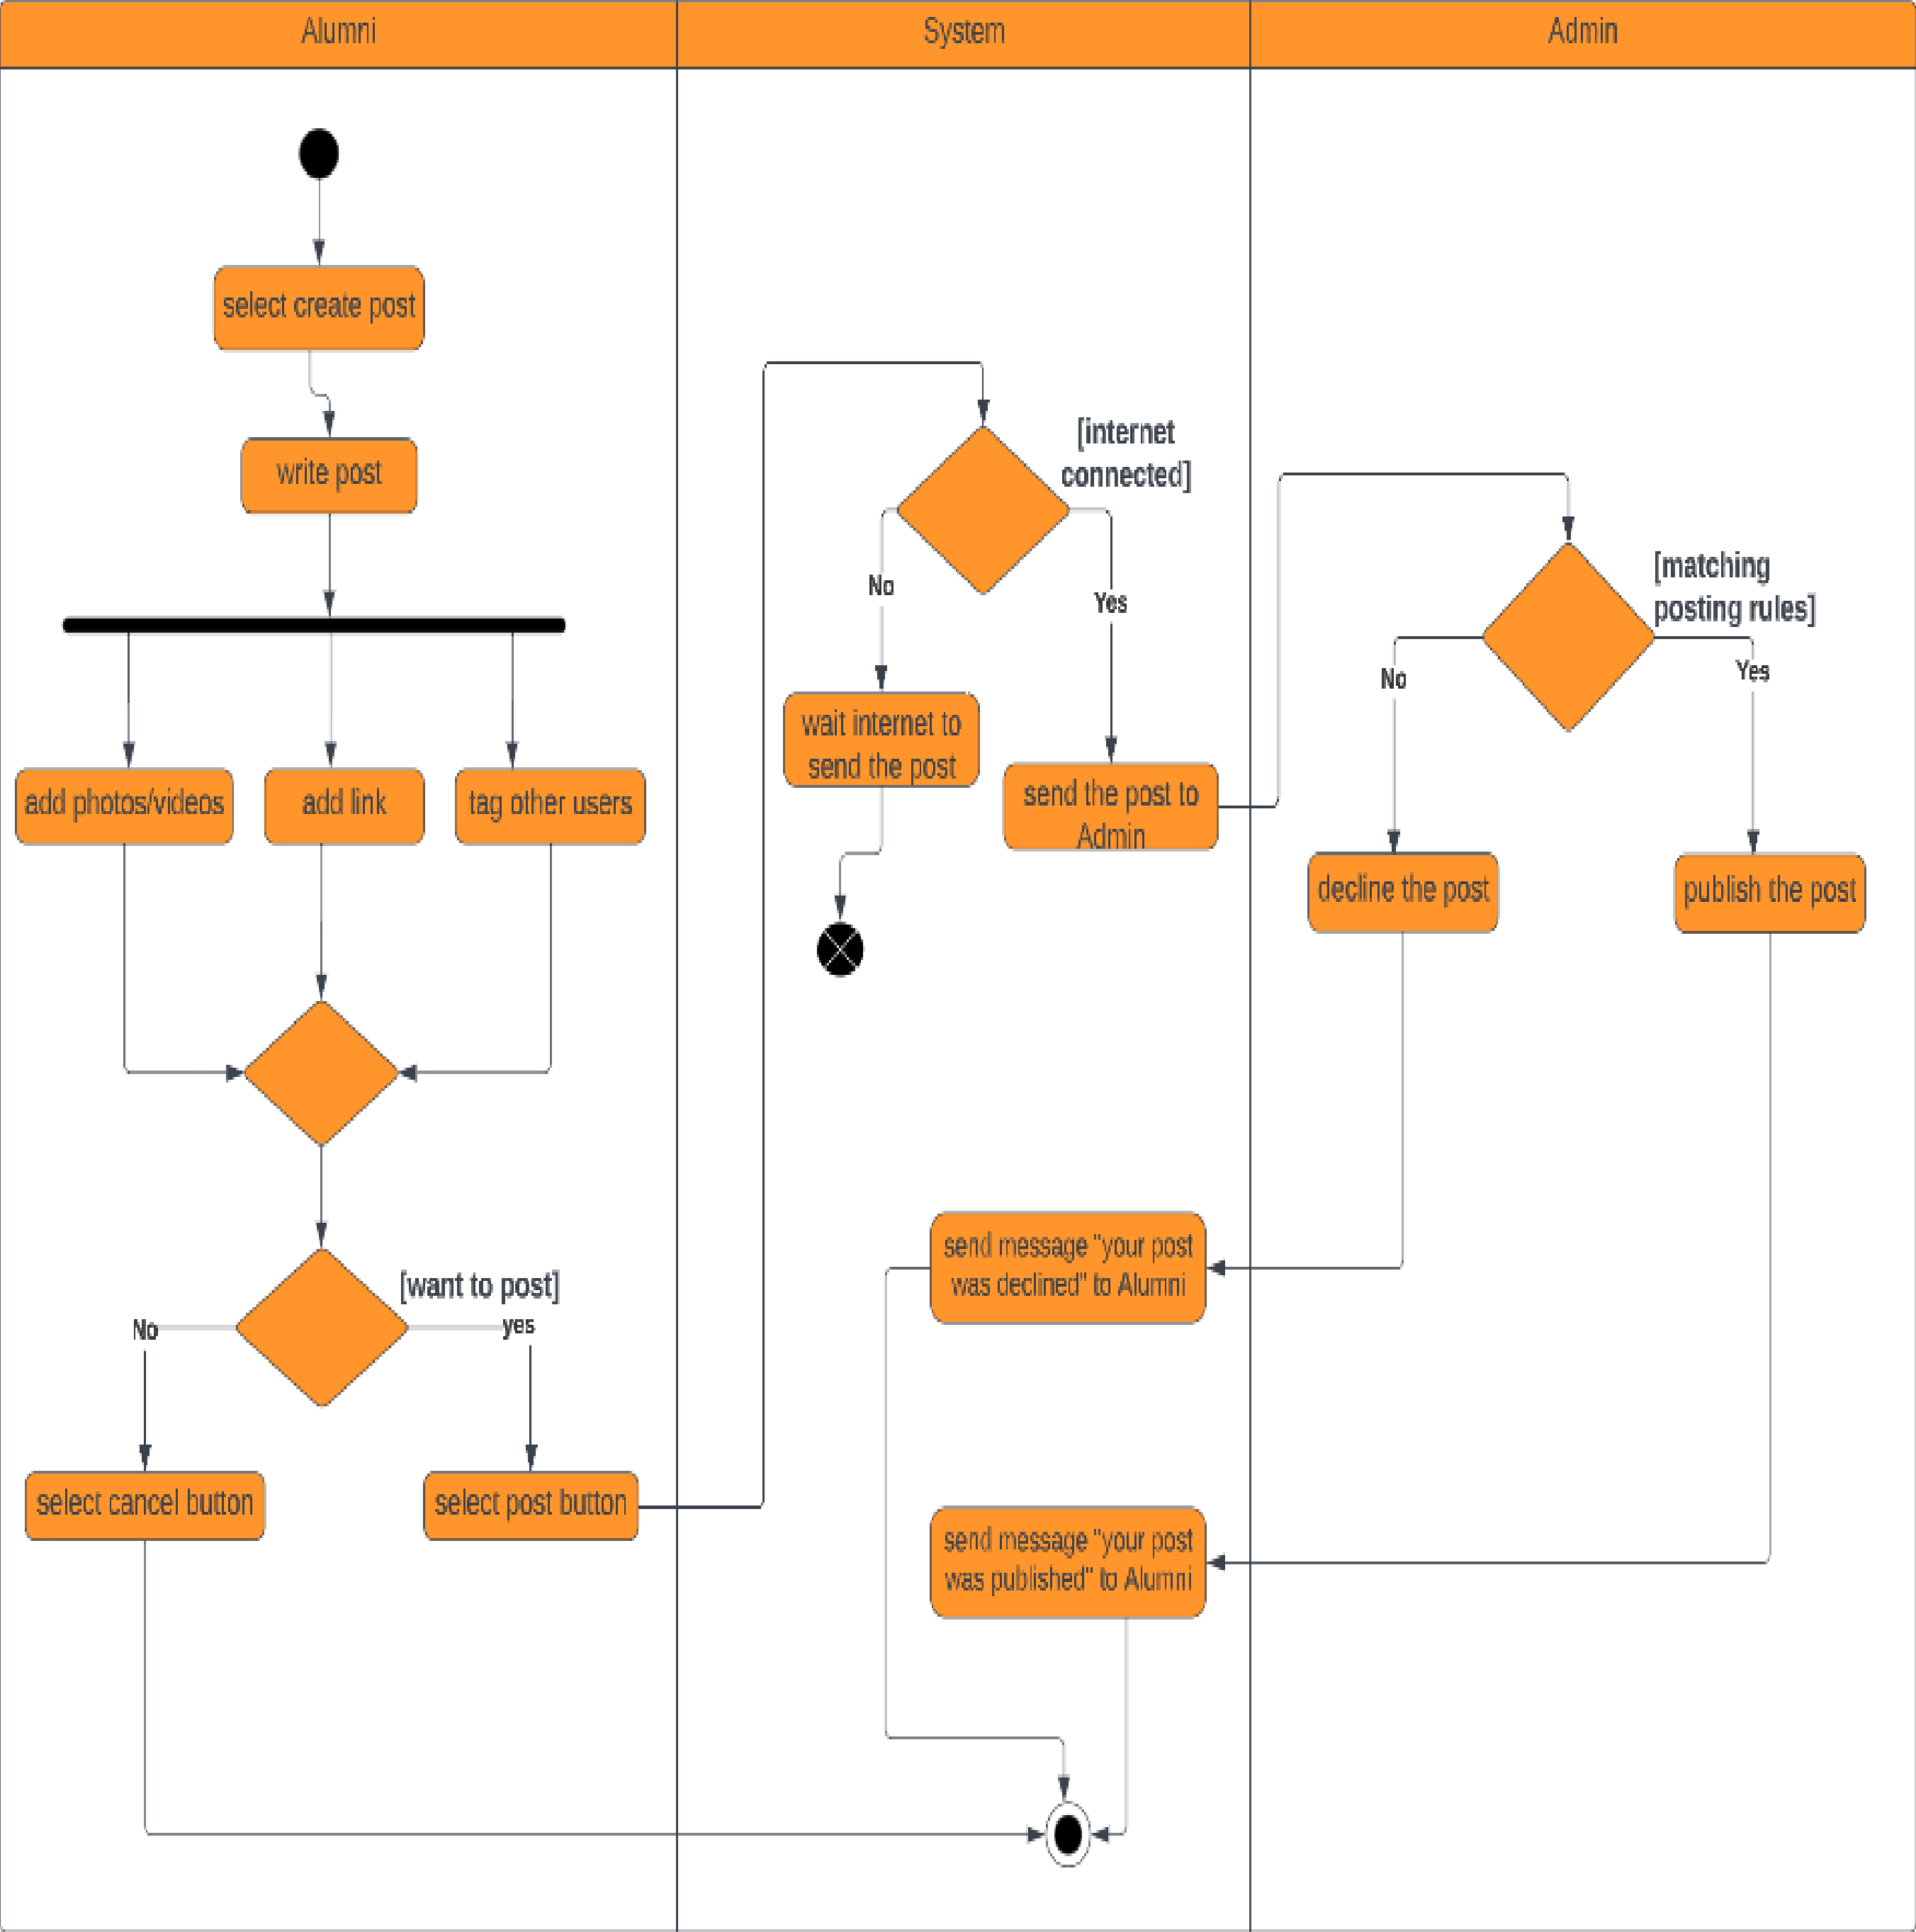 Alumni
System
Admin
select create post
write post
add photos/videos
add link
tag other users
[want to post]
No
yes
select cancel button
select post button
[internet
connected]
No
Yes
wait internet to
send the post
send the post to
Admin
[matching
posting rules]
No
Yes
decline the post
publish the post
send message "your post
was declined" to Alumni
send message "your post
was published" to Alumni